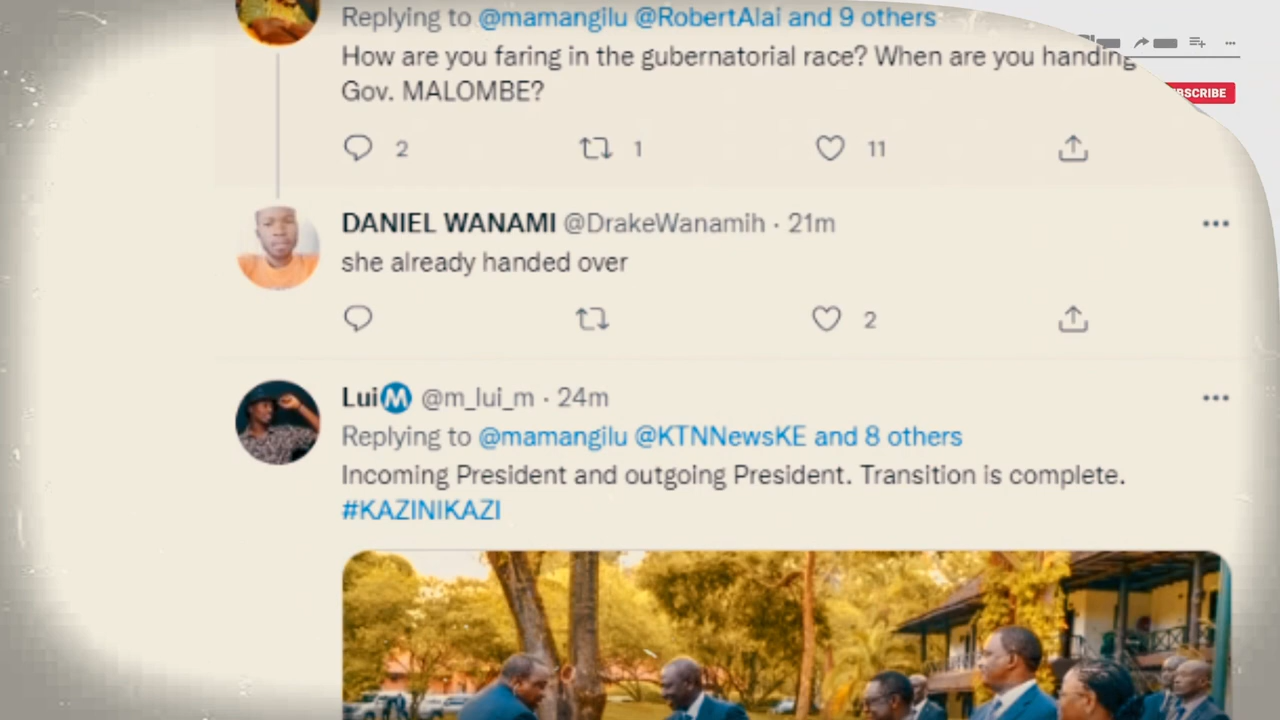 Replying to @mamangilu @RobertAlai and 9 others
How are you faring in the gubernatorial race? When are you handing
Gov. MALOMBE?
2 1 11
DANIEL WANAMI @DrakeWanamih · 21m
she already handed over
2
Lui M @m_lui_m · 24m
Replying to @mamangilu @KTNNewsKE and 8 others
Incoming President and outgoing President. Transition is complete.
#KAZINIKAZI